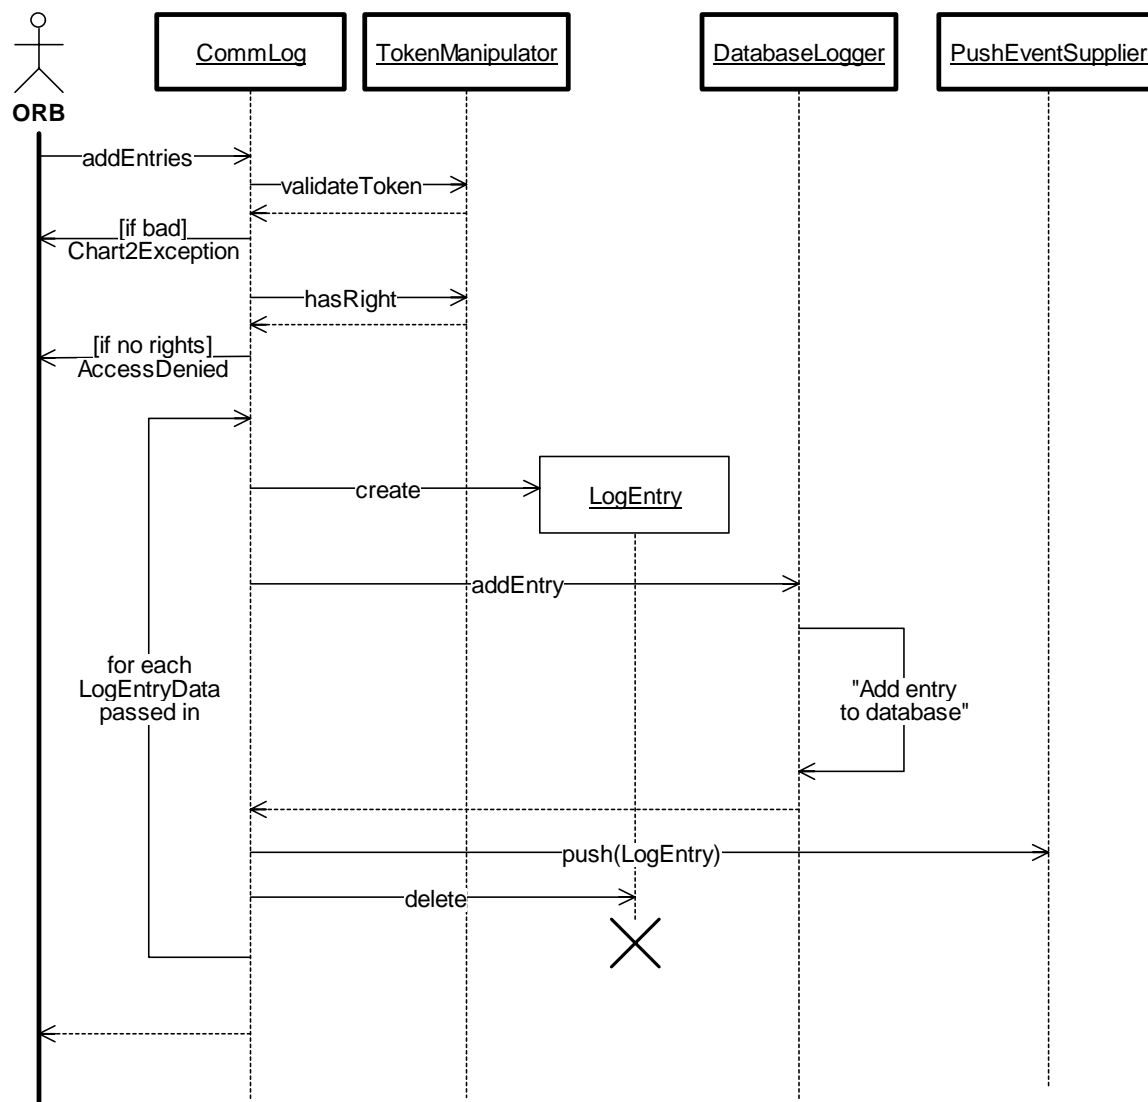 CommLog
TokenManipulator
DatabaseLogger
PushEventSupplier
ORB
addEntries
validateToken
[if bad]
Chart2Exception
hasRight
[if no rights]
AccessDenied
create
LogEntry
addEntry
for each
LogEntryData
passed in
"Add entry
to database"
push(LogEntry)
delete